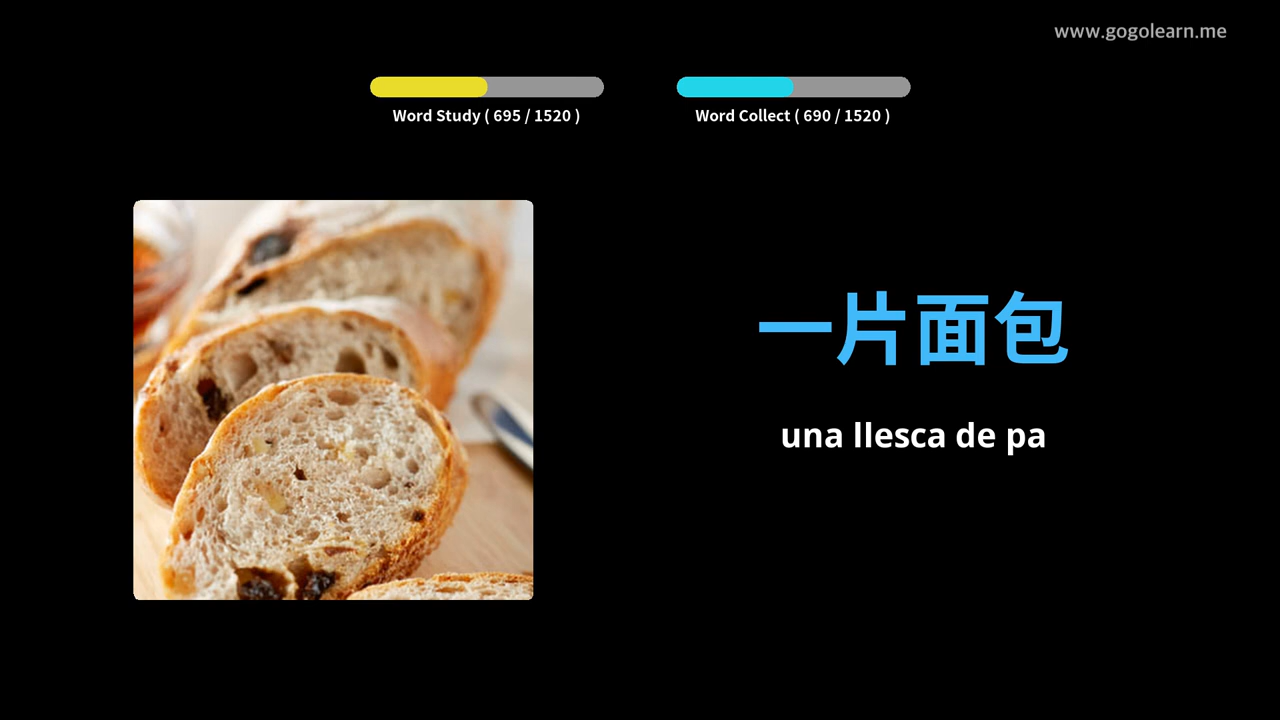 www.gogolearn.me
Word Study ( 695 / 1520 )
Word Collect ( 690 / 1520 )
一片面包
una llesca de pa